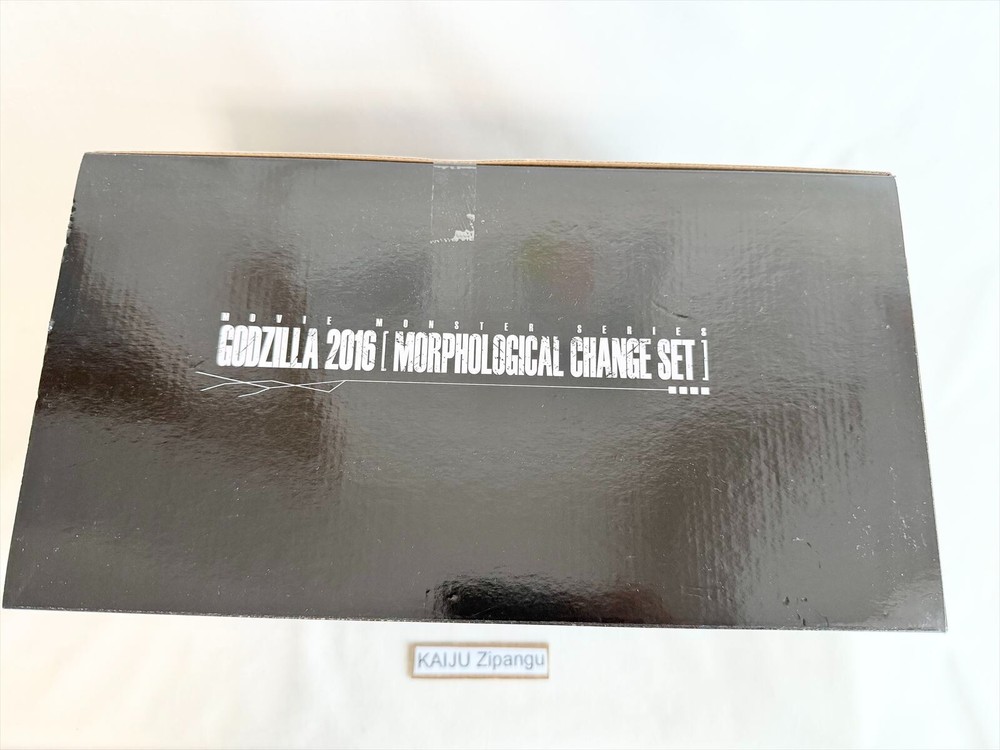 MOVIE MONSTER SERIES
GODZILLA 2016 [ MORPHOLOGICAL CHANGE SET ]
KAIJU Zipangu